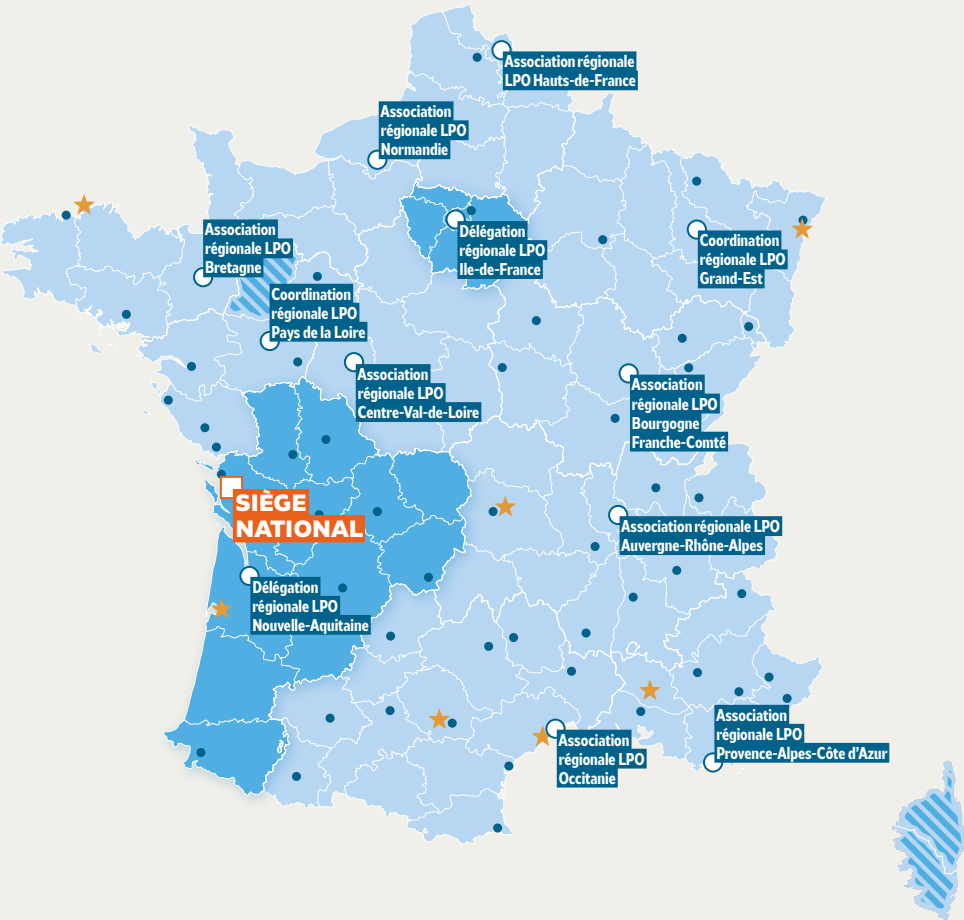 Association régionale
LPO Hauts-de-France
Association
régionale LPO
Normandie
Association
régionale LPO
Bretagne
Délégation
régionale LPO
Ile-de-France
Coordination
régionale LPO
Grand-Est
Coordination
régionale LPO
Pays de la Loire
Association
régionale LPO
Centre-Val-de-Loire
Association
régionale LPO
Bourgogne
Franche-Comté
SIÈGE
NATIONAL
Association régionale LPO
Auvergne-Rhône-Alpes
Délégation
régionale LPO
Nouvelle-Aquitaine
Association
régionale LPO
Provence-Alpes-Côte d'Azur
Association
régionale LPO
Occitanie